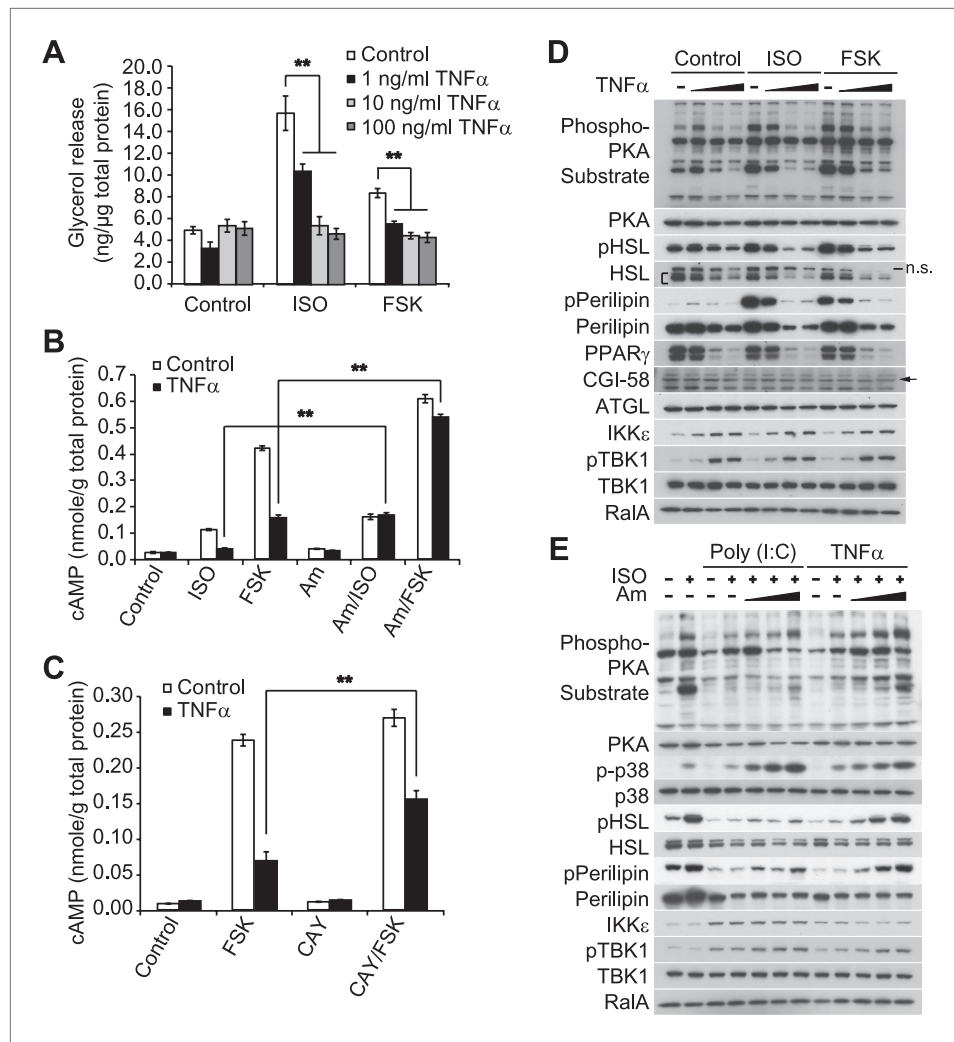 A
Control
1 ng/ml TNFα
10 ng/ml TNFα
100 ng/ml TNFα
**
**
Glycerol release
(ng/µg total protein)
20.0
18.0
16.0
14.0
12.0
10.0
8.0
6.0
4.0
2.0
0.0
Control
ISO
FSK
B
Control
TNFα
**
**
cAMP (nmole/g total protein)
0.7
0.6
0.5
0.4
0.3
0.2
0.1
0.0
Control
ISO
FSK
Am
Am/ISO
Am/FSK
C
Control
TNFα
**
cAMP (nmole/g total protein)
0.30
0.25
0.20
0.15
0.10
0.05
0.00
Control
FSK
CAY
CAY/FSK
D
Control ISO FSK
TNFα - - -
Phospho-
PKA
Substrate
PKA
pHSL
HSL
n.s.
pPerilipin
Perilipin
PPARγ
CGI-58
ATGL
IKKε
pTBK1
TBK1
RalA
E
Poly (I:C) TNFα
ISO - + - + + + + - + + + +
Am - - - - - -
Phospho-
PKA
Substrate
PKA
p-p38
p38
pHSL
HSL
pPerilipin
Perilipin
IKKε
pTBK1
TBK1
RalA